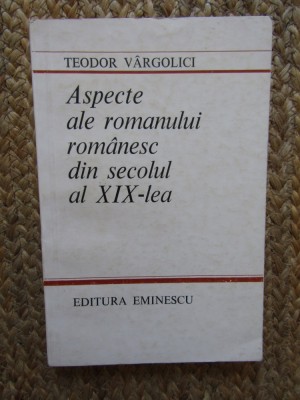 TEODOR VÂRGOLICI
Aspecte
ale romanului
românesc
din secolul
al XIX-lea
EDITURA EMINESCU